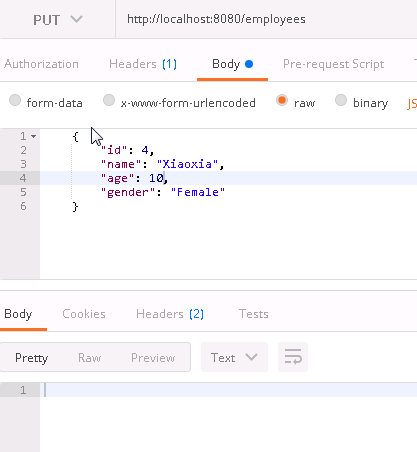 PUT http://localhost:8080/employees
Authorization Headers (1) Body Pre-request Script
form-data x-www-form-urlencoded raw binary JS
1 {
2 "id": 4,
3 "name": "Xiaoxia",
4 "age": 10,
5 "gender": "Female"
6 }
Body Cookies Headers (2) Tests
Pretty Raw Preview Text
1